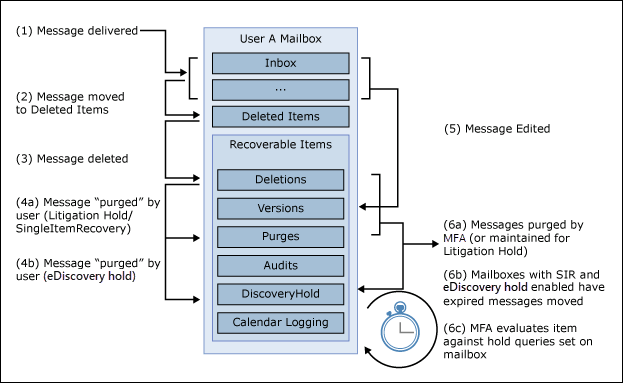 (1) Message delivered
(2) Message moved
to Deleted Items
(3) Message deleted
(4a) Message “purged” by
user (Litigation Hold/
SingleItemRecovery)
(4b) Message “purged” by
user (eDiscovery hold)
User A Mailbox
Inbox
...
Deleted Items
Recoverable Items
Deletions
Versions
Purges
Audits
DiscoveryHold
Calendar Logging
(5) Message Edited
(6a) Messages purged by
MFA (or maintained for
Litigation Hold)
(6b) Mailboxes with SIR and
eDiscovery hold enabled have
expired messages moved
(6c) MFA evaluates item
against hold queries set on
mailbox